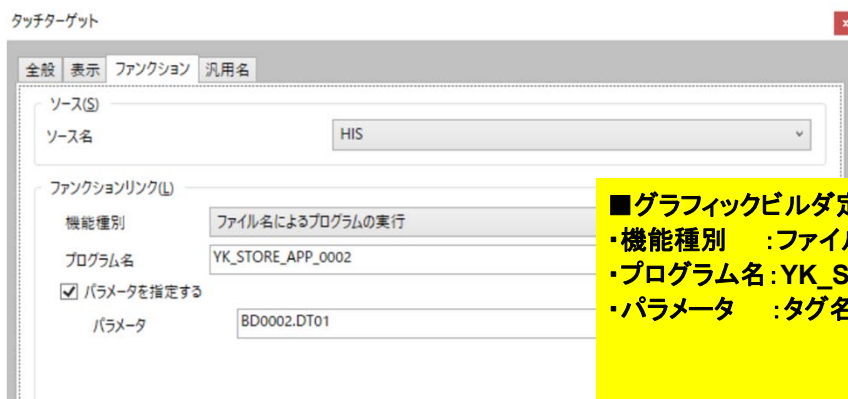 タッチターゲット
全般 表示 ファンクション 汎用名
ソース(S)
ソース名 HIS
ファンクションリンク(L)
機能種別 ファイル名によるプログラムの実行
プログラム名 YK_STORE_APP_0002
パラメータを指定する
パラメータ BD0002.DT01
■グラフィックビルダ定
・機能種別 :ファイル
・プログラム名:YK_S
・パラメータ :タグ名